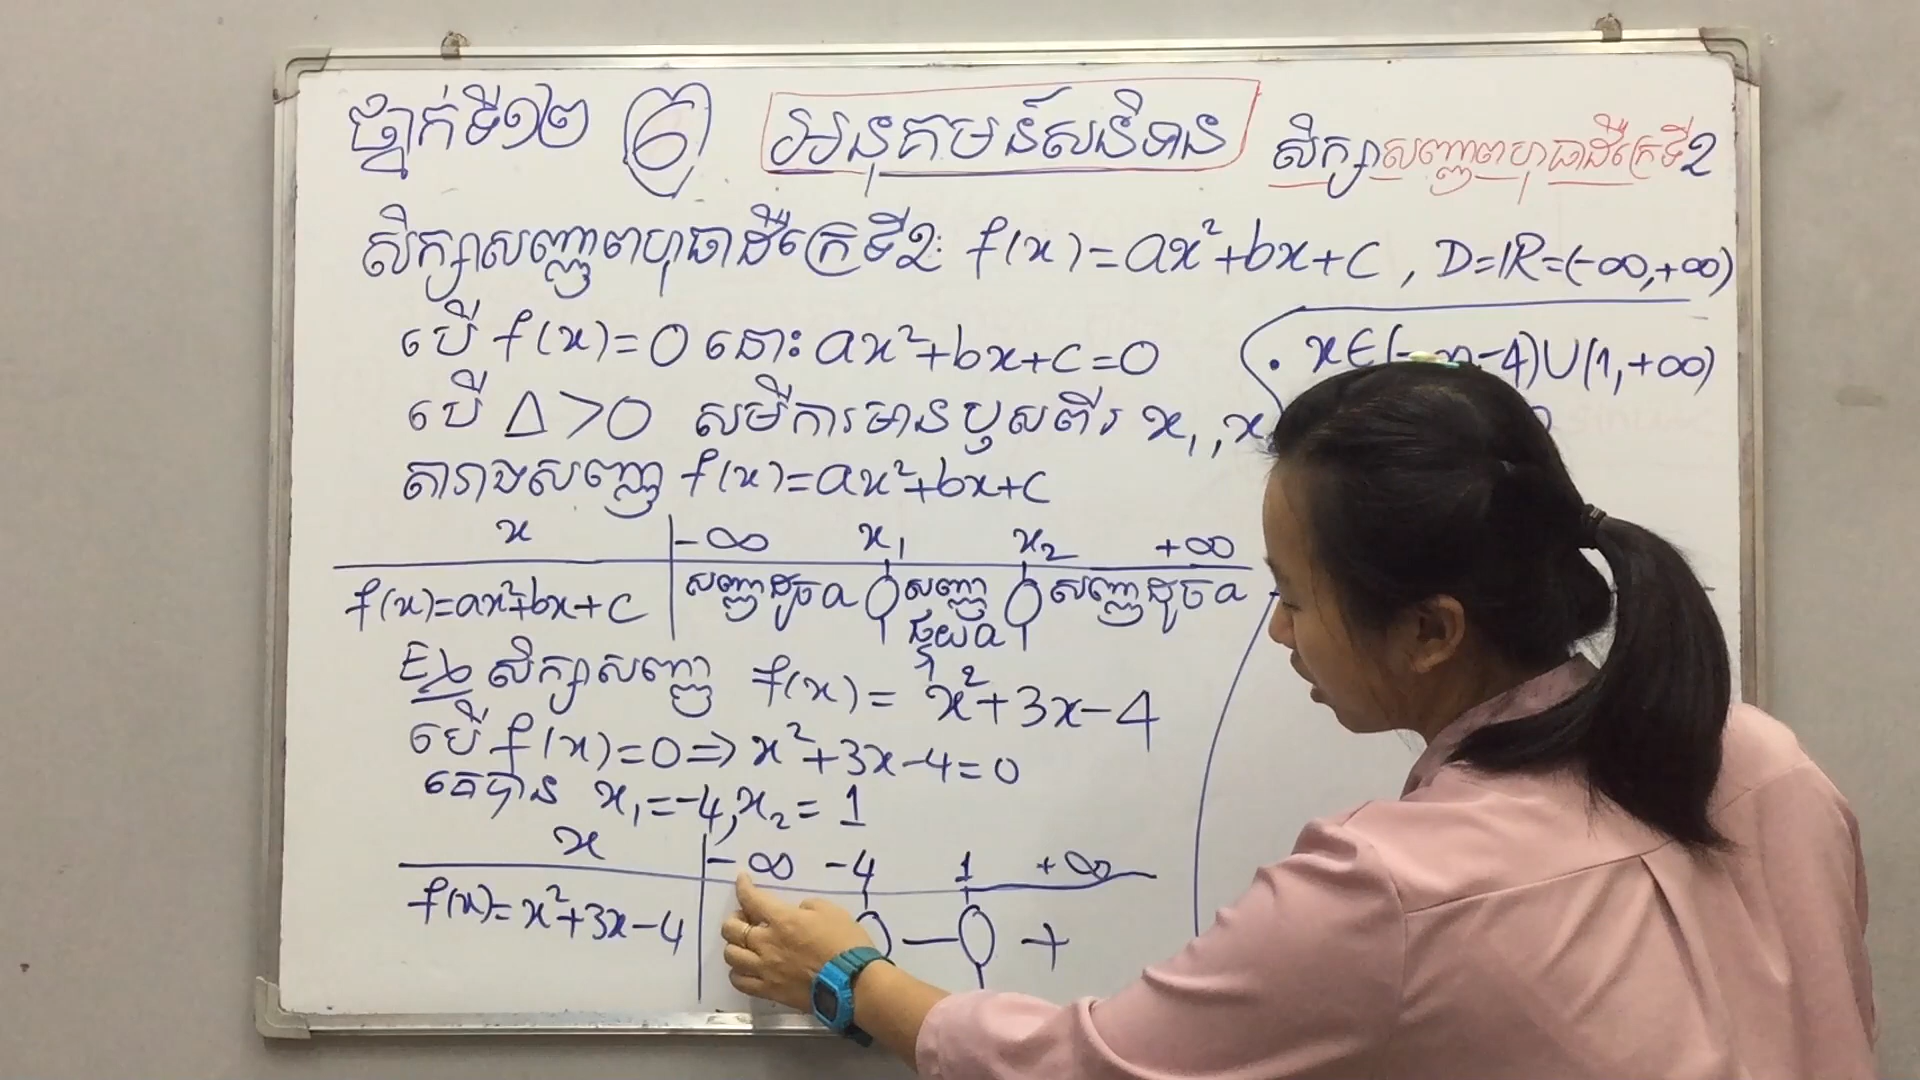 ថ្នាក់ទី១២ 6 អនុគមន៍សនិទាន សិក្សាសញ្ញាពហុធាដឺក្រេទី2
សិក្សាសញ្ញាពហុធាដឺក្រេទី2: f(x)=ax²+bx+c , D=IR=(-∞,+∞)
បើ f(x)=0 នោះ ax²+bx+c=0
បើ Δ>0 សមីការមានឫសពីរ x₁,x
តារាងសញ្ញា f(x)=ax²+bx+c
x -∞ x₁ x₂ +∞
f(x)=ax²+bx+c សញ្ញាដូចa 0 សញ្ញាផ្ទុយa 0 សញ្ញាដូចa
Ex សិក្សាសញ្ញា f(x)= x²+3x-4
បើ f(x)=0=> x²+3x-4=0
គេបាន x₁=-4, x₂=1
x -∞ -4 1 +∞
f(x)=x²+3x-4 0 — 0 +
. x∈(-∞,-4)∪(1,+∞)